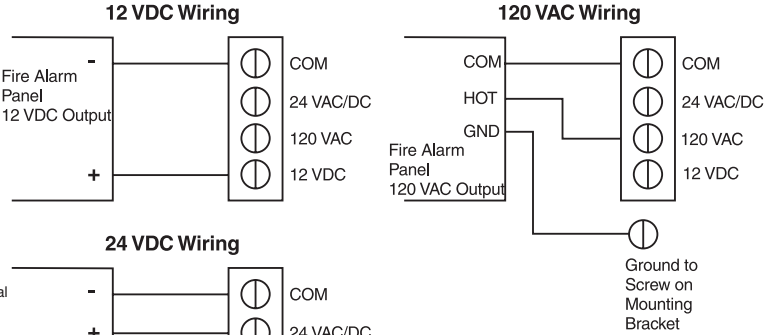 12 VDC Wiring
Fire Alarm
Panel
12 VDC Output
-
+
COM
24 VAC/DC
120 VAC
12 VDC
120 VAC Wiring
COM
HOT
GND
Fire Alarm
Panel
120 VAC Output
COM
24 VAC/DC
120 VAC
12 VDC
Ground to
Screw on
Mounting
Bracket
24 VDC Wiring
-
+
COM
24 VAC/DC